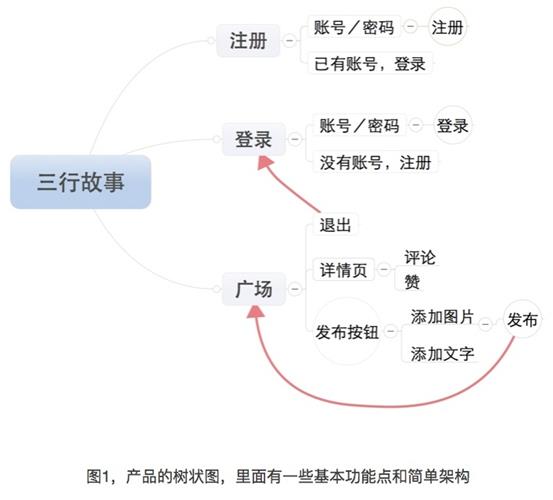 三行故事
注册
账号／密码
注册
已有账号，登录
登录
账号／密码
登录
没有账号，注册
广场
退出
详情页
评论
赞
发布按钮
添加图片
发布
添加文字
图1，产品的树状图，里面有一些基本功能点和简单架构